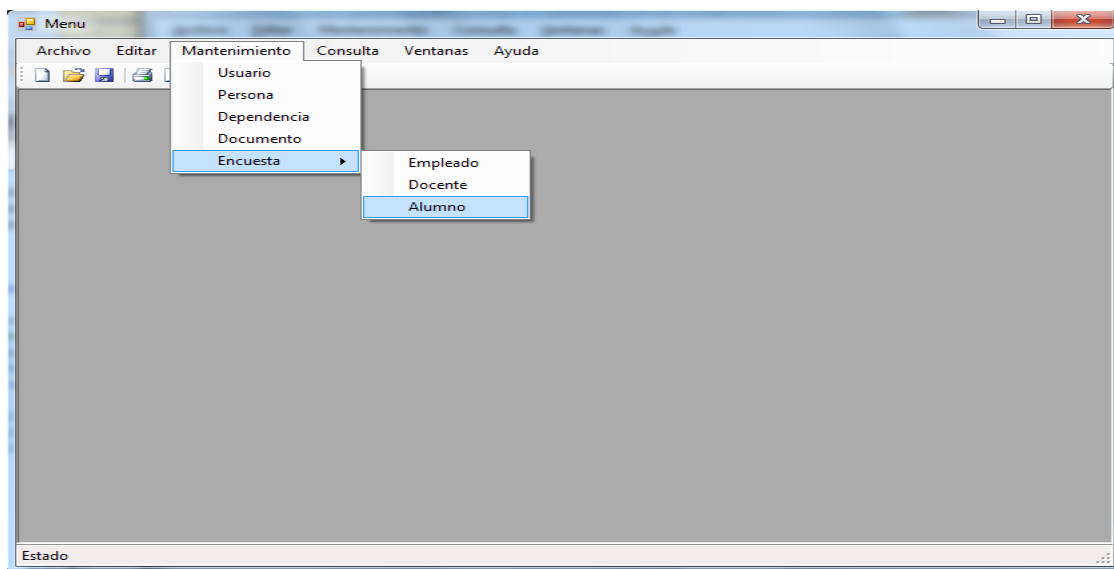 Menu
Archivo Editar Mantenimiento Consulta Ventanas Ayuda
Usuario
Persona
Dependencia
Documento
Encuesta
Empleado
Docente
Alumno
Estado